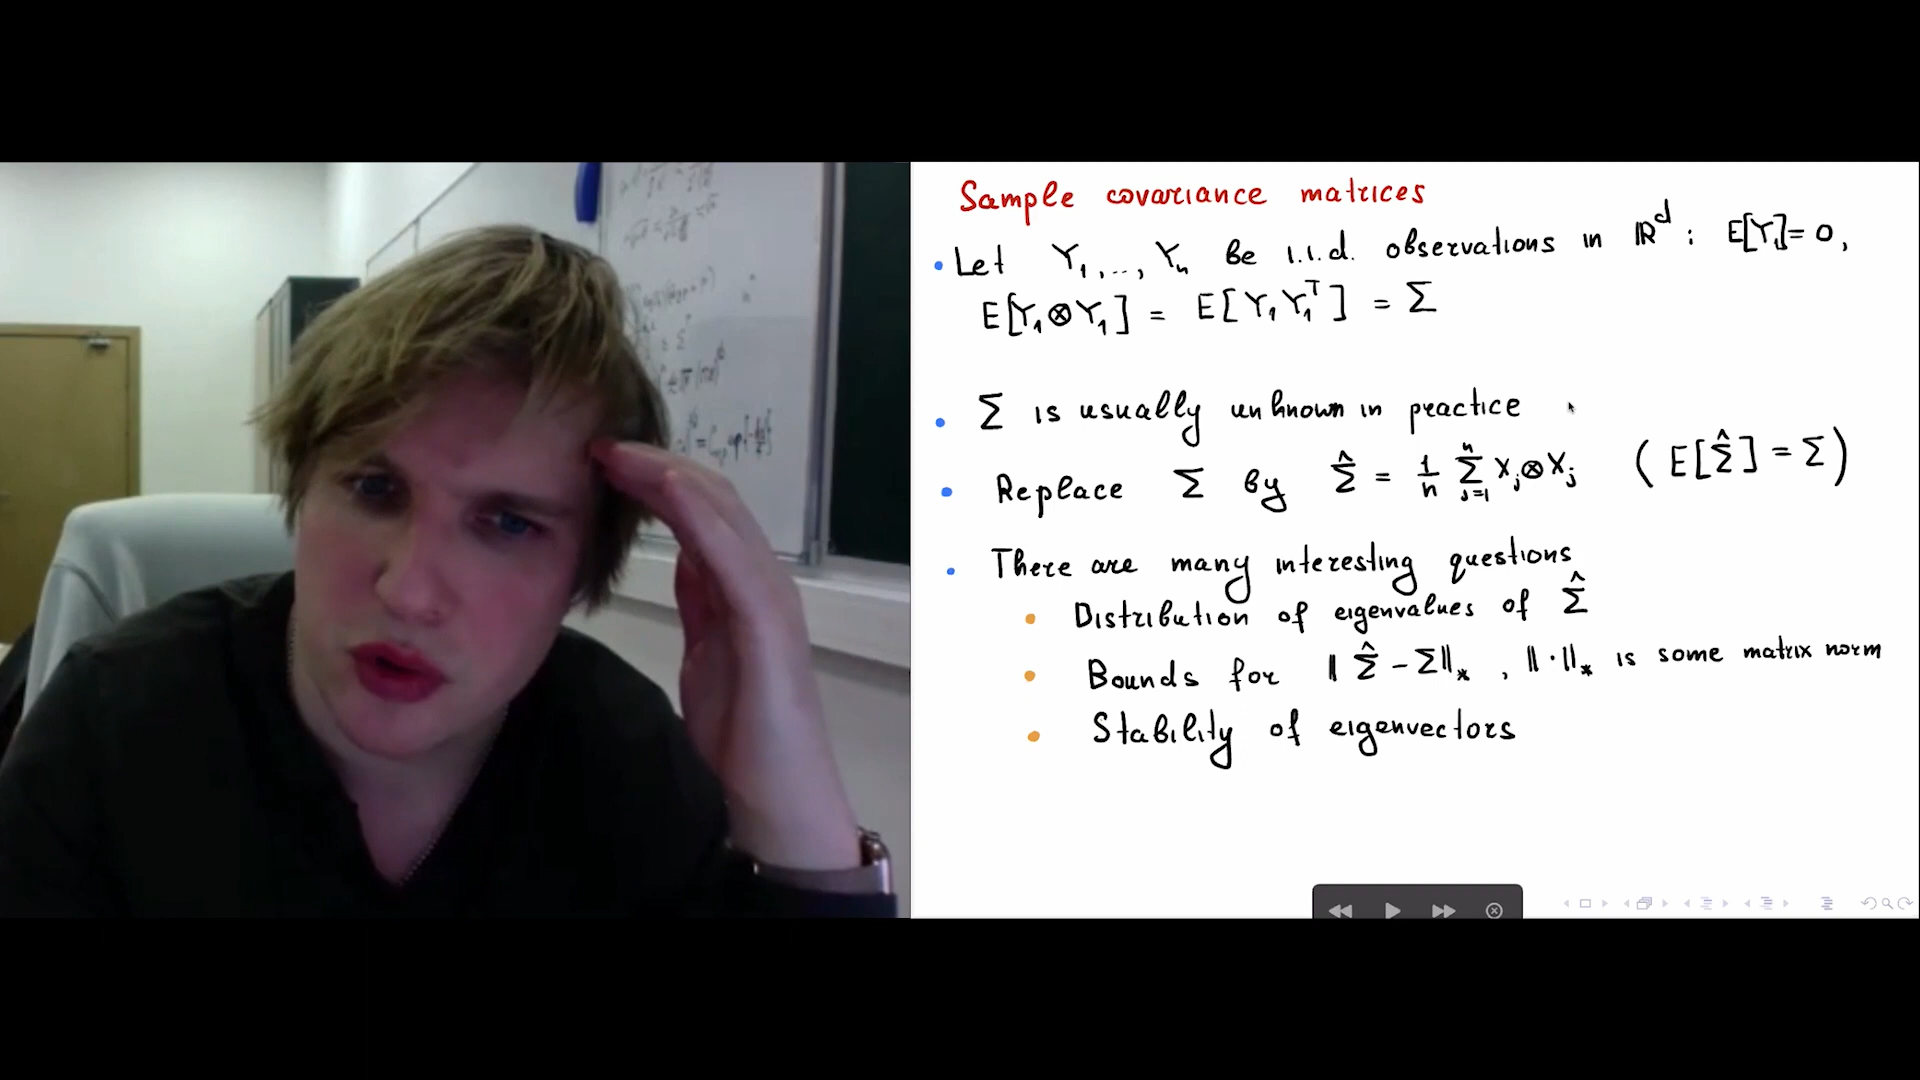 Sample covariance matrices
• Let Y₁, ..., Yₙ be i.i.d. observations in ℝᵈ : E[Y₁]= 0,
E[Y₁⊗Y₁] = E[Y₁Y₁ᵀ] = Σ
• Σ is usually unknown in practice
• Replace Σ by Σ̂ = 1/n Σⁿⱼ₌₁ Xⱼ⊗Xⱼ ( E[Σ̂] = Σ )
• There are many interesting questions
• Distribution of eigenvalues of Σ̂
• Bounds for ‖Σ̂ - Σ‖* , ‖·‖* is some matrix norm
• Stability of eigenvectors